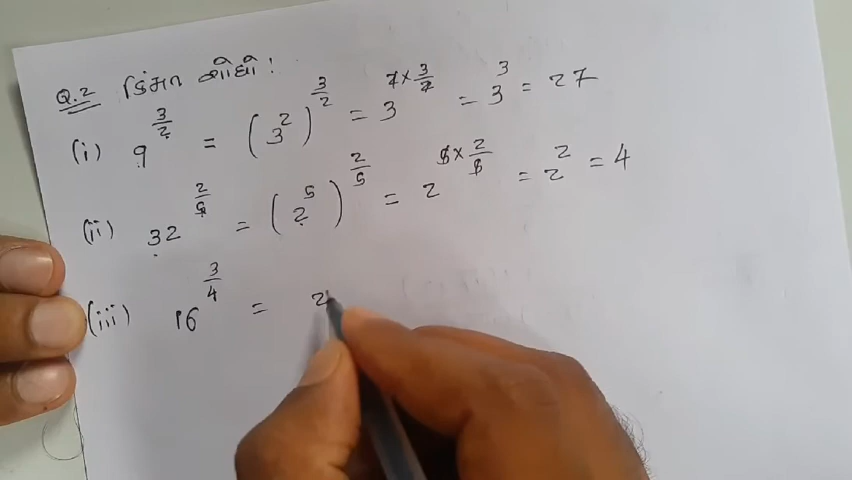 Q.2 કિંમત શોધો!
(i) 9^{3/2} = (3^2)^{3/2} = 3^{2×3/2} = 3^3 = 27
(ii) 32^{2/5} = (2^5)^{2/5} = 2^{5×2/5} = 2^2 = 4
(iii) 16^{3/4} = 2